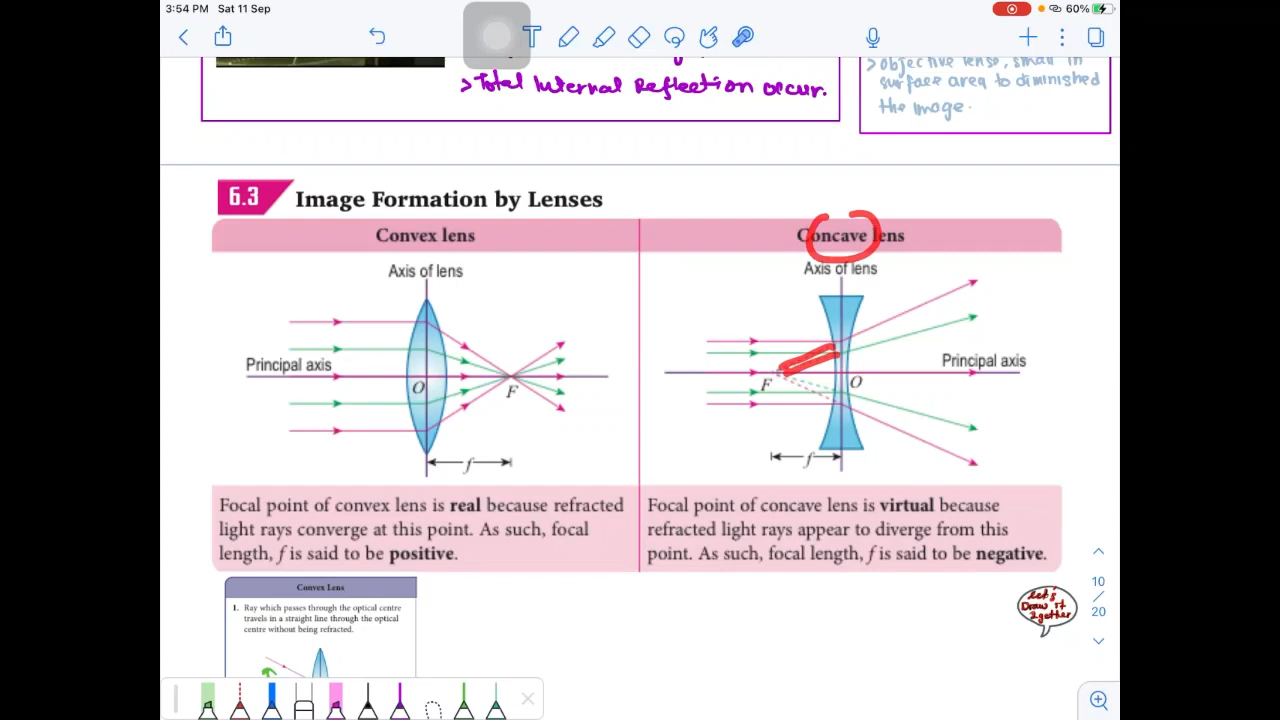 3:54 PM Sat 11 Sep
60%
T
>Total Internal Reflection occur.
> objective lense, small in
surface area to diminished
the image.
6.3 Image Formation by Lenses
Convex lens
Concave lens
Axis of lens
Axis of lens
Principal axis
O
F
f
Principal axis
F
O
f
Focal point of convex lens is real because refracted
light rays converge at this point. As such, focal
length, f is said to be positive.
Focal point of concave lens is virtual because
refracted light rays appear to diverge from this
point. As such, focal length, f is said to be negative.
Convex Lens
1. Ray which passes through the optical centre
travels in a straight line through the optical
centre without being refracted.
let's
Draw it
2gether
10
/
20